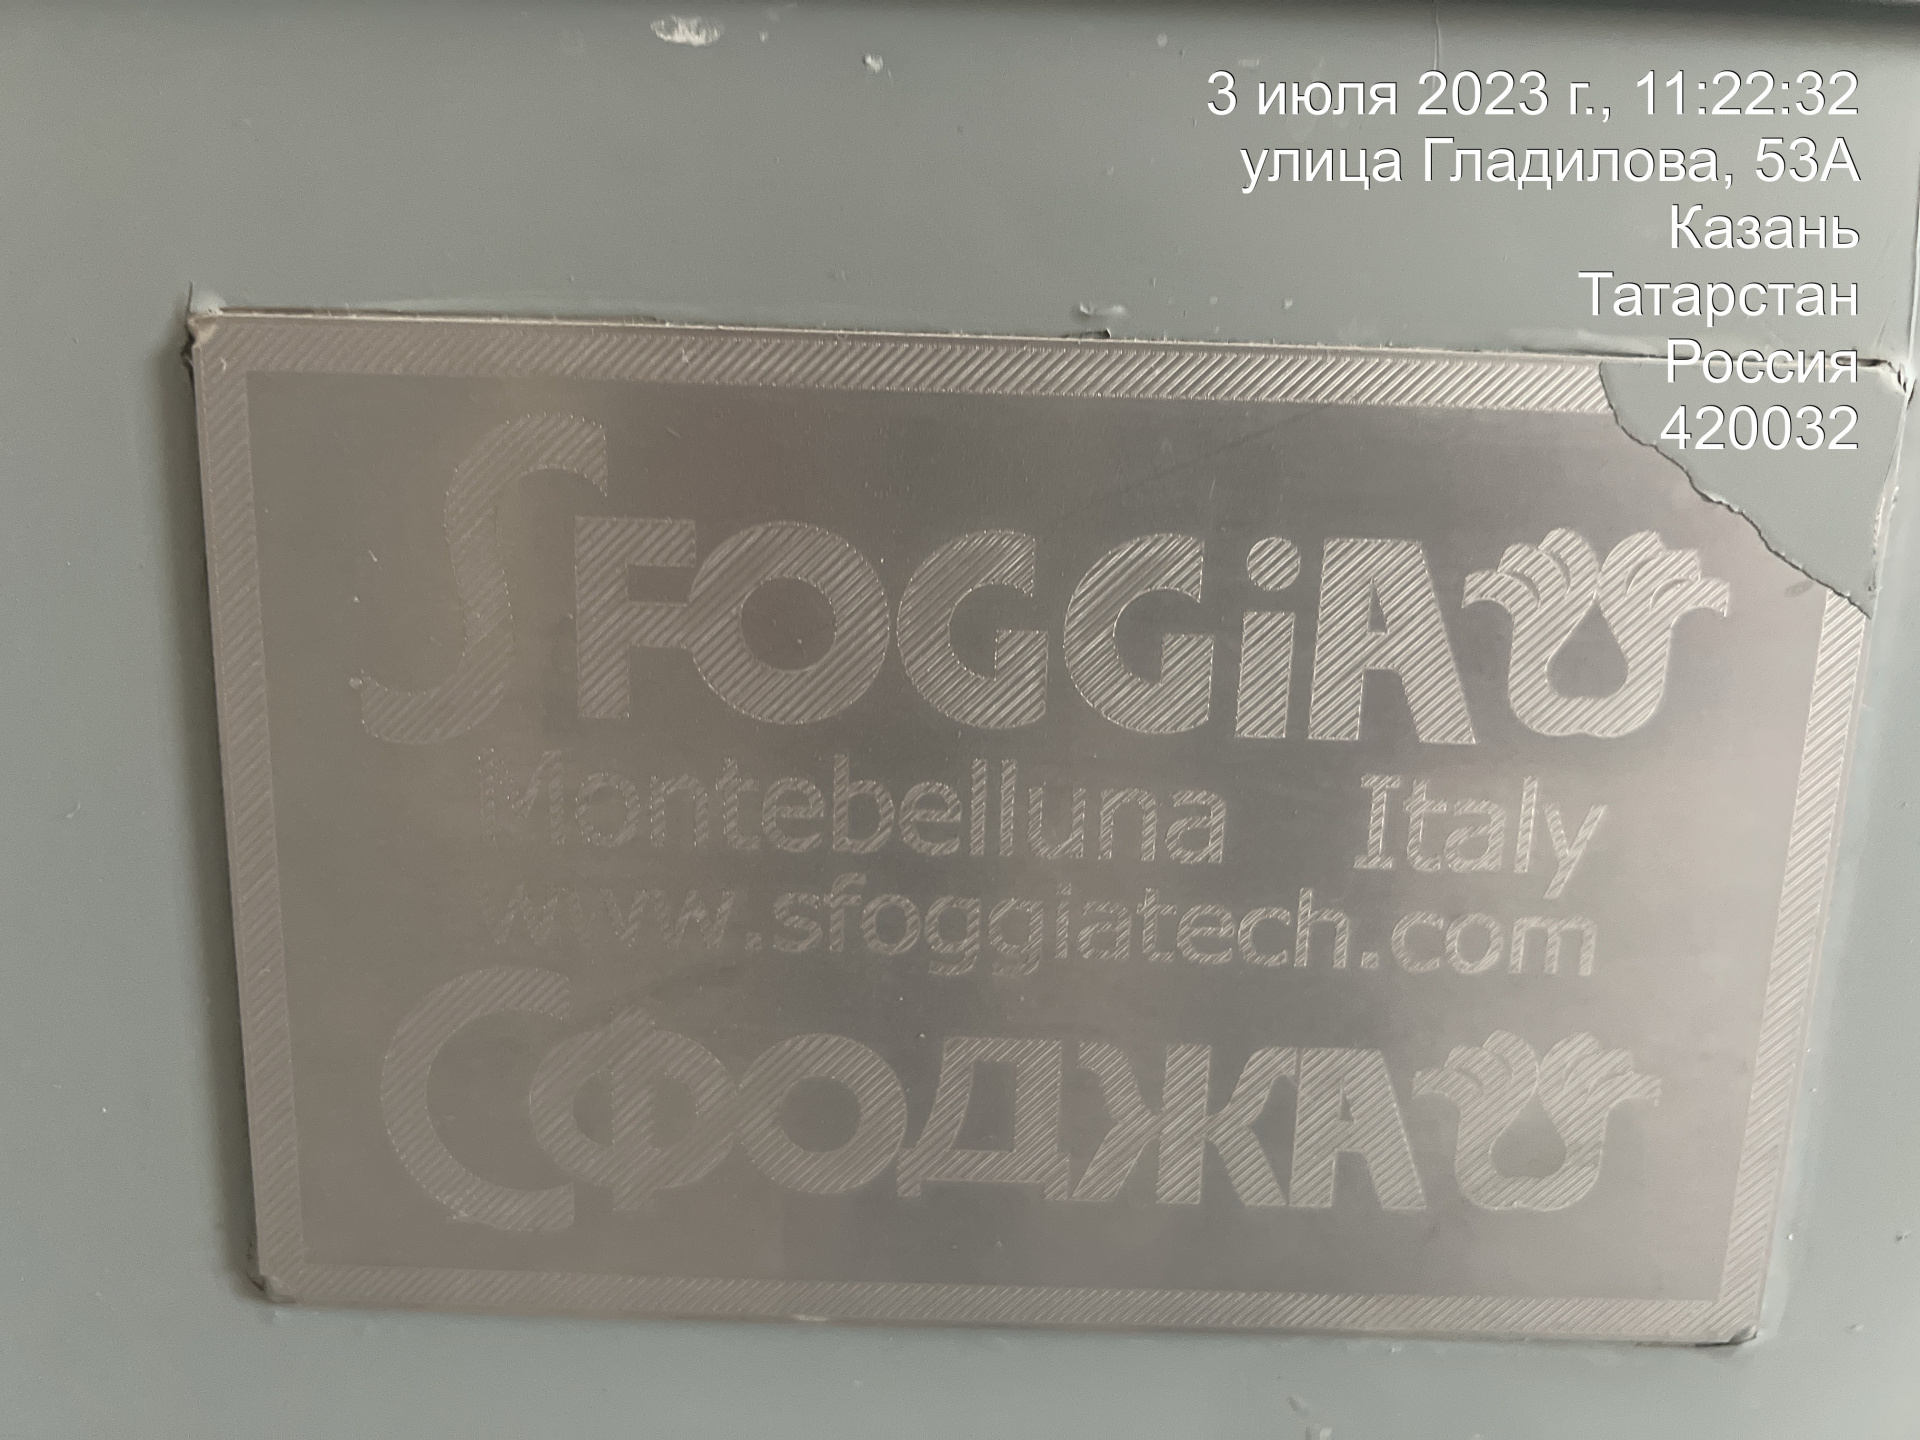 3 июля 2023 г., 11:22:32
улица Гладилова, 53А
Казань
Татарстан
Россия
420032
SFOGGiA
Montebelluna Italy
www.sfoggiatech.com
СФОДЖА